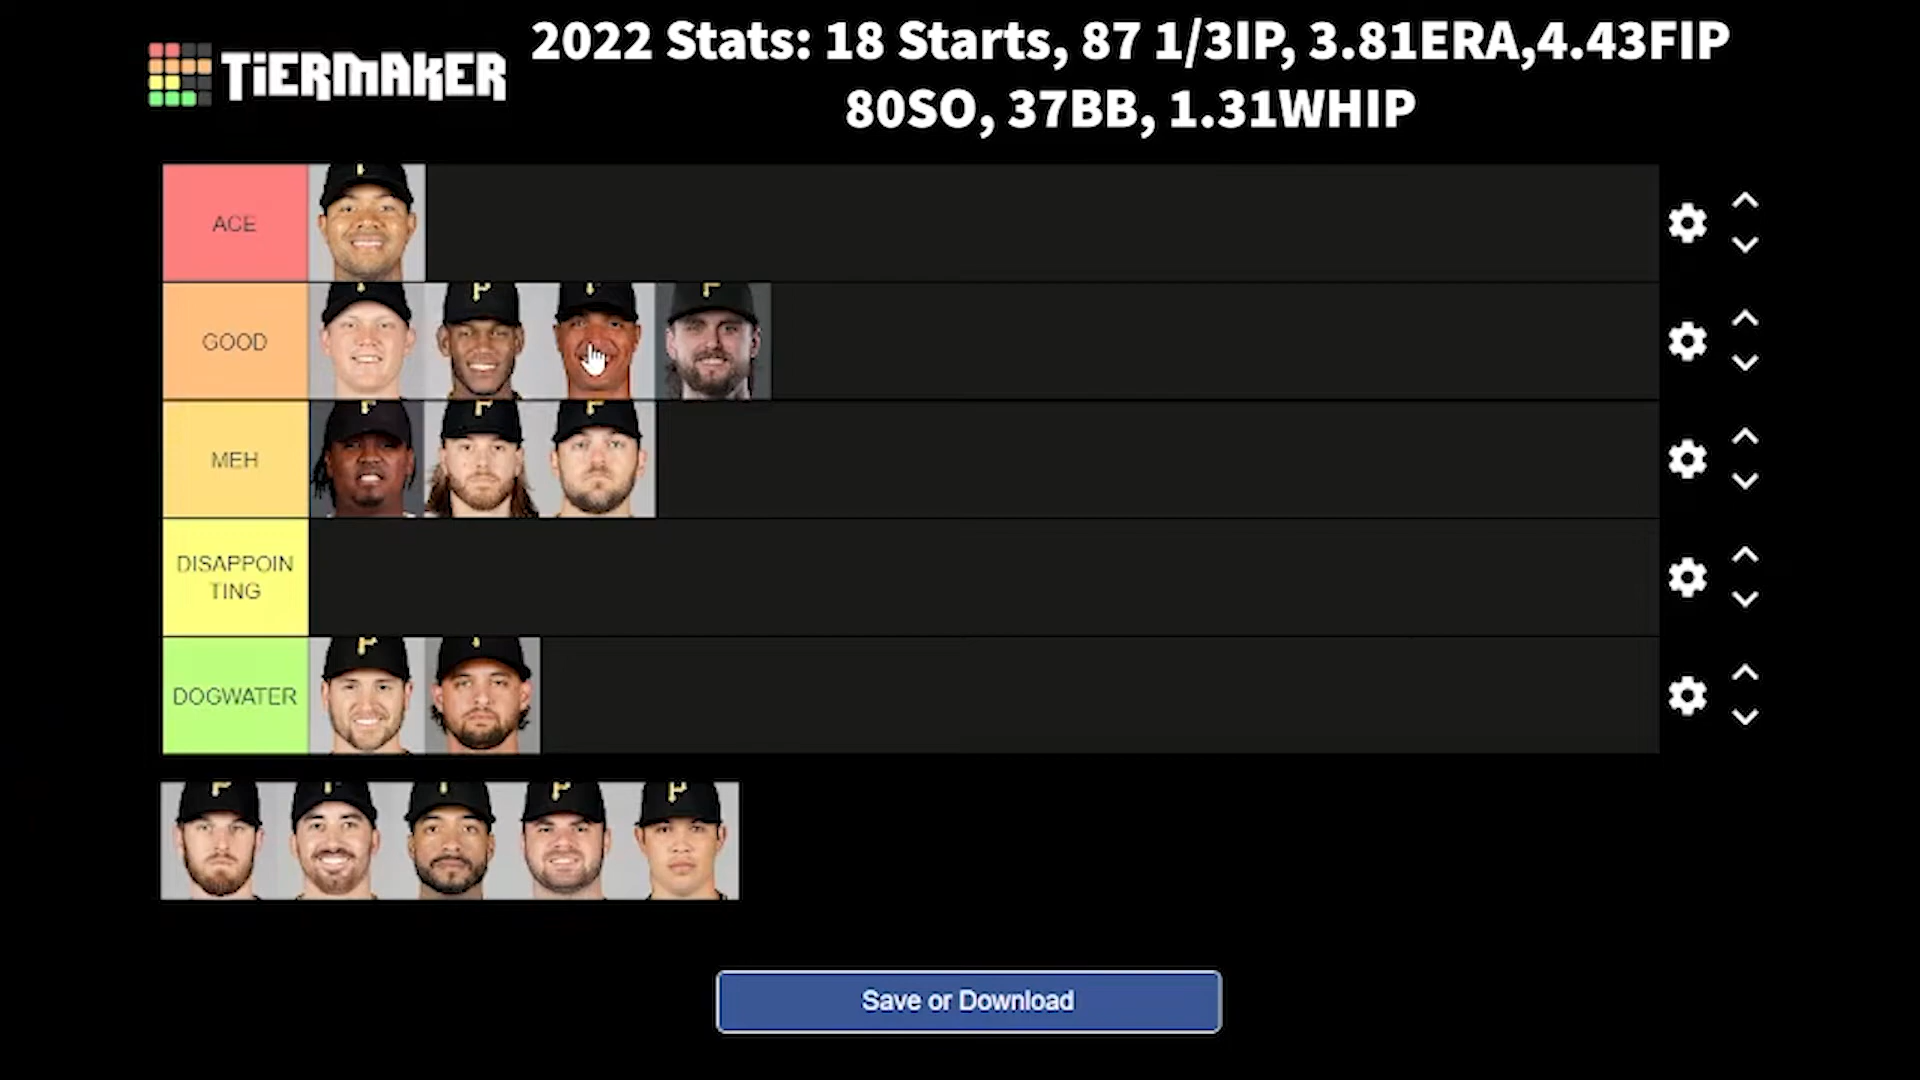 TiERMAKER
2022 Stats: 18 Starts, 87 1/3IP, 3.81ERA,4.43FIP
80SO, 37BB, 1.31WHIP
ACE
GOOD
MEH
DISAPPOIN
TING
DOGWATER
Save or Download